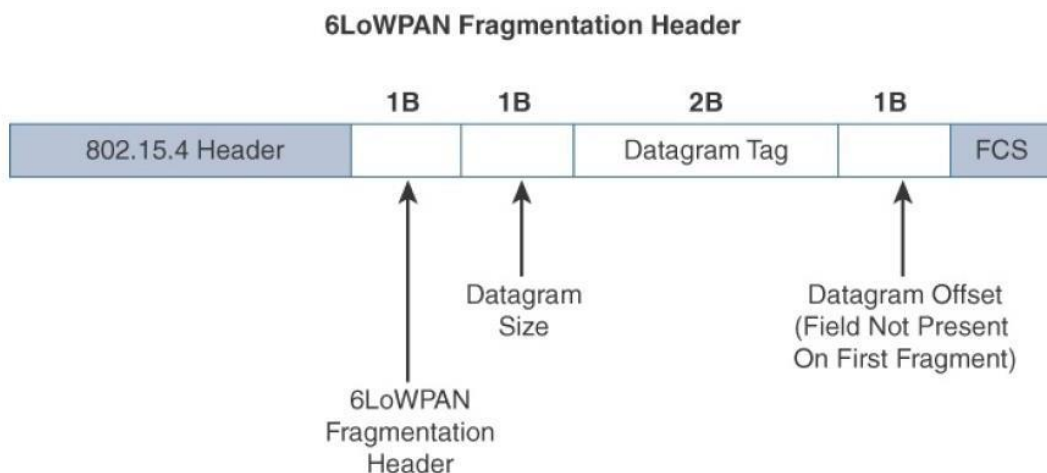 6LoWPAN Fragmentation Header
1B 1B 2B 1B
802.15.4 Header Datagram Tag FCS
Datagram
Size
Datagram Offset
(Field Not Present
On First Fragment)
6LoWPAN
Fragmentation
Header